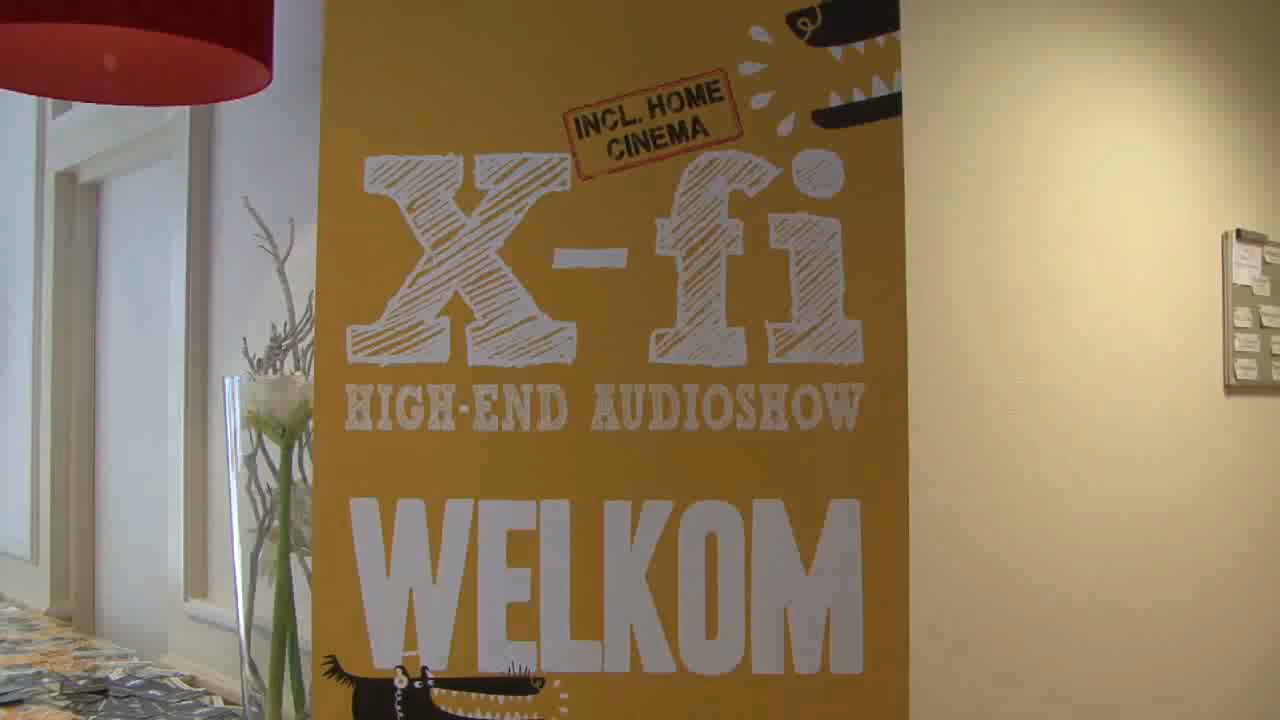 INCL. HOME
CINEMA
X-fi
HIGH-END AUDIOSHOW
WELKOM